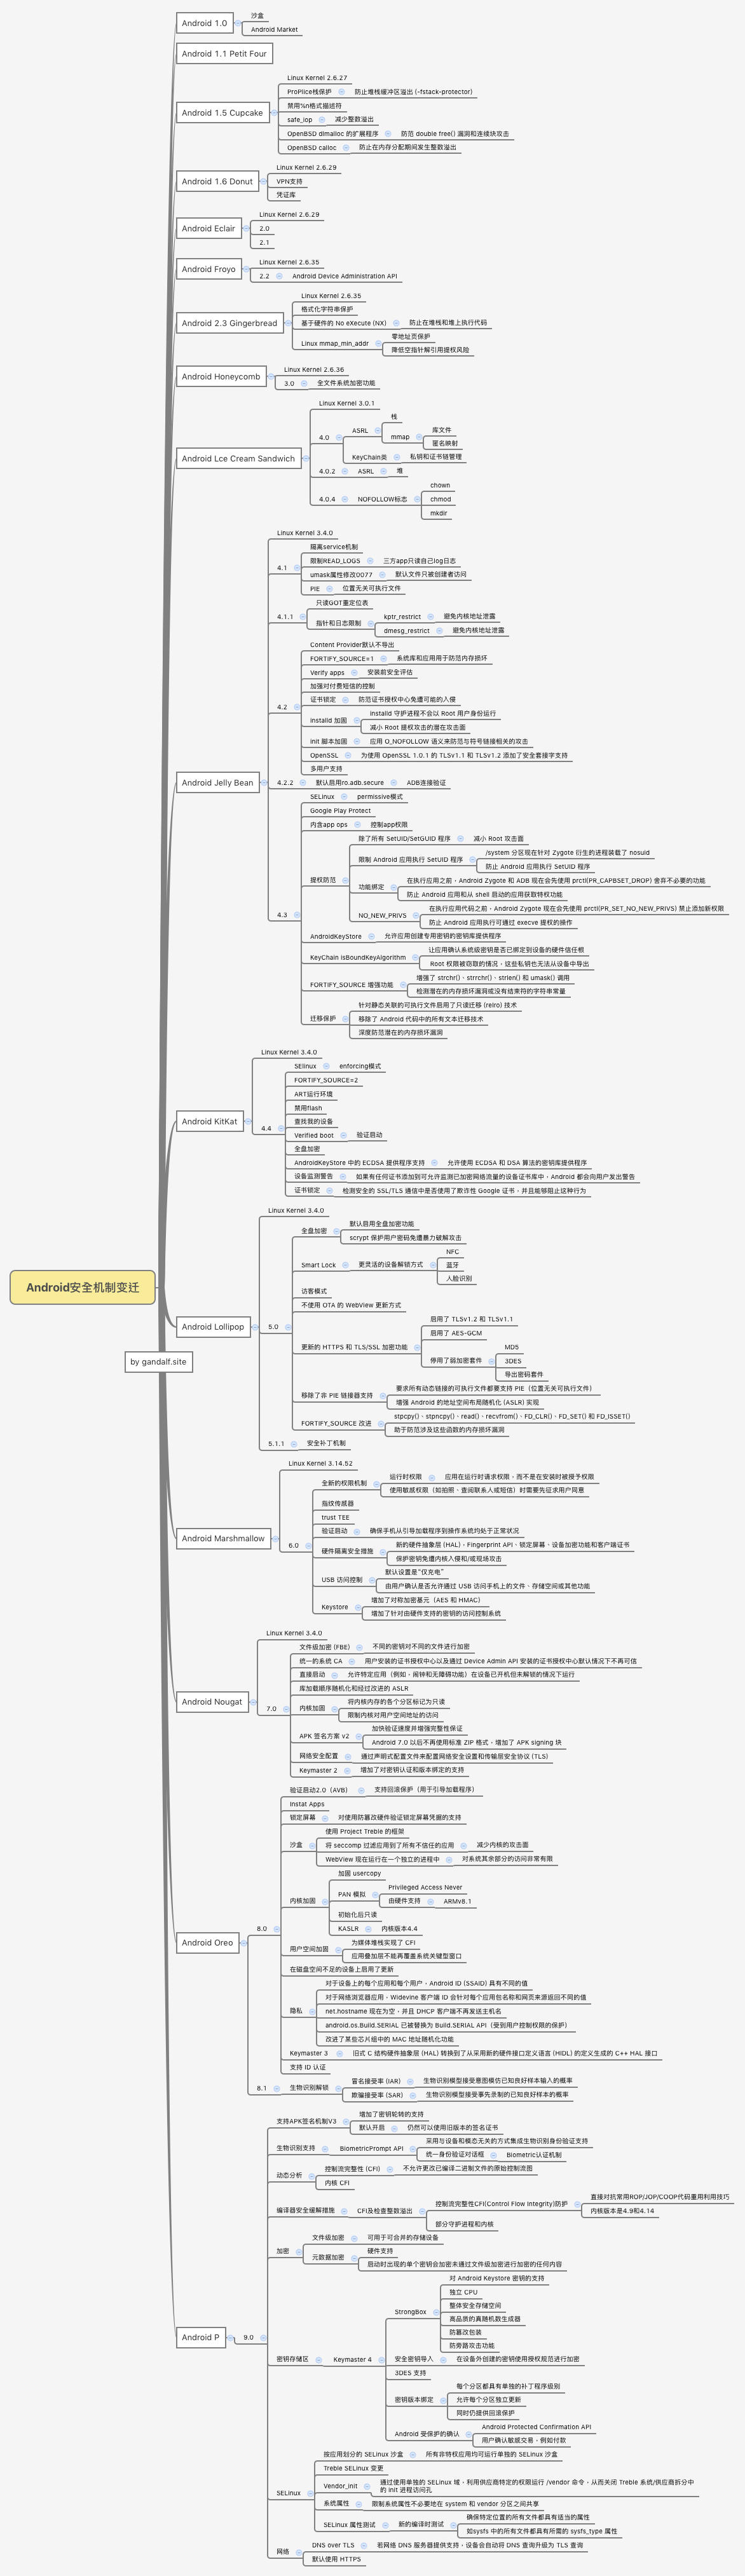 Android安全机制变迁
by gandalf.site
Android 1.0
沙盒
Android Market
Android 1.1 Petit Four
Android 1.5 Cupcake
Linux Kernel 2.6.27
ProPlice栈保护
防止堆栈缓冲区溢出 (-fstack-protector)
禁用%n格式描述符
safe_iop
减少整数溢出
OpenBSD dlmalloc 的扩展程序
防范 double free() 漏洞和连续块攻击
OpenBSD calloc
防止在内存分配期间发生整数溢出
Android 1.6 Donut
Linux Kernel 2.6.29
VPN支持
凭证库
Android Eclair
Linux Kernel 2.6.29
2.0
2.1
Android Froyo
Linux Kernel 2.6.35
2.2
Android Device Administration API
Android 2.3 Gingerbread
Linux Kernel 2.6.35
格式化字符串保护
基于硬件的 No eXecute (NX)
防止在堆栈和堆上执行代码
Linux mmap_min_addr
零地址页保护
降低空指针解引用提权风险
Android Honeycomb
Linux Kernel 2.6.36
3.0
全文件系统加密功能
Android Lce Cream Sandwich
Linux Kernel 3.0.1
4.0
ASRL
栈
mmap
库文件
匿名映射
KeyChain类
私钥和证书链管理
4.0.2
ASRL
堆
4.0.4
NOFOLLOW标志
chown
chmod
mkdir
Android Jelly Bean
Linux Kernel 3.4.0
4.1
隔离service机制
限制READ_LOGS
三方app只读自己log日志
umask属性修改0077
默认文件只被创建者访问
PIE
位置无关可执行文件
4.1.1
只读GOT重定位表
指针和日志限制
kptr_restrict
避免内核地址泄露
dmesg_restrict
避免内核地址泄露
4.2
Content Provider默认不导出
FORTIFY_SOURCE=1
系统库和应用用于防范内存损坏
Verify apps
安装前安全评估
加强对付费短信的控制
证书锁定
防范证书授权中心免遭可能的入侵
installd 加固
installd 守护进程不会以 Root 用户身份运行
减小 Root 提权攻击的潜在攻击面
init 脚本加固
应用 O_NOFOLLOW 语义来防范与符号链接相关的攻击
OpenSSL
为使用 OpenSSL 1.0.1 的 TLSv1.1 和 TLSv1.2 添加了安全套接字支持
多用户支持
4.2.2
默认启用ro.adb.secure
ADB连接验证
4.3
SELinux
permissive模式
Google Play Protect
内含app ops
控制app权限
提权防范
除了所有 SetUID/SetGUID 程序
减小 Root 攻击面
限制 Android 应用执行 SetUID 程序
/system 分区现在针对 Zygote 衍生的进程装载了 nosuid
防止 Android 应用执行 SetUID 程序
功能绑定
在执行应用之前，Android Zygote 和 ADB 现在会先使用 prctl(PR_CAPBSET_DROP) 舍弃不必要的功能
防止 Android 应用和从 shell 启动的应用获取特权功能
NO_NEW_PRIVS
在执行应用代码之前，Android Zygote 现在会先使用 prctl(PR_SET_NO_NEW_PRIVS) 禁止添加新权限
防止 Android 应用执行可通过 execve 提权的操作
AndroidKeyStore
允许应用创建专用密钥的密钥库提供程序
KeyChain isBoundKeyAlgorithm
让应用确认系统级密钥是否已绑定到设备的硬件信任根
Root 权限被窃取的情况，这些私钥也无法从设备中导出
FORTIFY_SOURCE 增强功能
增强了 strchr()、strrchr()、strlen() 和 umask() 调用
检测潜在的内存损坏漏洞或没有结束符的字符串常量
迁移保护
针对静态关联的可执行文件启用了只读迁移 (relro) 技术
移除了 Android 代码中的所有文本迁移技术
深度防范潜在的内存损坏漏洞
Android KitKat
Linux Kernel 3.4.0
4.4
SElinux
enforcing模式
FORTIFY_SOURCE=2
ART运行环境
禁用flash
查找我的设备
Verified boot
验证启动
全盘加密
AndroidKeyStore 中的 ECDSA 提供程序支持
允许使用 ECDSA 和 DSA 算法的密钥库提供程序
设备监测警告
如果有任何证书添加到可允许监测已加密网络流量的设备证书库中，Android 都会向用户发出警告
证书锁定
检测安全的 SSL/TLS 通信中是否使用了欺诈性 Google 证书，并且能够阻止这种行为
Android Lollipop
Linux Kernel 3.4.0
5.0
全盘加密
默认启用全盘加密功能
scrypt 保护用户密码免遭暴力破解攻击
Smart Lock
更灵活的设备解锁方式
NFC
蓝牙
人脸识别
访客模式
不使用 OTA 的 WebView 更新方式
更新的 HTTPS 和 TLS/SSL 加密功能
启用了 TLSv1.2 和 TLSv1.1
启用了 AES-GCM
停用了弱加密套件
MD5
3DES
导出密码套件
移除了非 PIE 链接器支持
要求所有动态链接的可执行文件都要支持 PIE（位置无关可执行文件）
增强 Android 的地址空间布局随机化 (ASLR) 实现
FORTIFY_SOURCE 改进
stpcpy()、stpncpy()、read()、recvfrom()、FD_CLR()、FD_SET() 和 FD_ISSET()
助于防范涉及这些函数的内存损坏漏洞
5.1.1
安全补丁机制
Android Marshmallow
Linux Kernel 3.14.52
6.0
全新的权限机制
运行时权限
应用在运行时请求权限，而不是在安装时被授予权限
使用敏感权限（如拍照、查阅联系人或短信）时需要先征求用户同意
指纹传感器
trust TEE
验证启动
确保手机从引导加载程序到操作系统均处于正常状况
硬件隔离安全措施
新的硬件抽象层 (HAL)，Fingerprint API、锁定屏幕、设备加密功能和客户端证书
保护密钥免遭内核入侵和/或现场攻击
USB 访问控制
默认设置是“仅充电”
由用户确认是否允许通过 USB 访问手机上的文件、存储空间或其他功能
Keystore
增加了对称加密基元（AES 和 HMAC）
增加了针对由硬件支持的密钥的访问控制系统
Android Nougat
Linux Kernel 3.4.0
7.0
文件级加密 (FBE)
不同的密钥对不同的文件进行加密
统一的系统 CA
用户安装的证书授权中心以及通过 Device Admin API 安装的证书授权中心默认情况下不再可信
直接启动
允许特定应用（例如，闹钟和无障碍功能）在设备已开机但未解锁的情况下运行
库加载顺序随机化和经过改进的 ASLR
内核加固
将内核内存的各个分区标记为只读
限制内核对用户空间地址的访问
APK 签名方案 v2
加快验证速度并增强完整性保证
Android 7.0 以后不再使用标准 ZIP 格式，增加了 APK signing 块
网络安全配置
通过声明式配置文件来配置网络安全设置和传输层安全协议 (TLS)
Keymaster 2
增加了对密钥认证和版本绑定的支持
Android Oreo
8.0
验证启动2.0（AVB）
支持回滚保护（用于引导加载程序）
Instat Apps
锁定屏幕
对使用防篡改硬件验证锁定屏幕凭据的支持
沙盒
使用 Project Treble 的框架
将 seccomp 过滤应用到了所有不信任的应用
减少内核的攻击面
WebView 现在运行在一个独立的进程中
对系统其余部分的访问非常有限
内核加固
加固 usercopy
PAN 模拟
Privileged Access Never
由硬件支持
ARMv8.1
初始化后只读
KASLR
内核版本4.4
用户空间加固
为媒体堆栈实现了 CFI
应用叠加层不能再覆盖系统关键型窗口
在磁盘空间不足的设备上启用了更新
隐私
对于设备上的每个应用和每个用户，Android ID (SSAID) 具有不同的值
对于网络浏览器应用，Widevine 客户端 ID 会针对每个应用包名称和网页来源返回不同的值
net.hostname 现在为空，并且 DHCP 客户端不再发送主机名
android.os.Build.SERIAL 已被替换为 Build.SERIAL API（受到用户控制权限的保护）
改进了某些芯片组中的 MAC 地址随机化功能
Keymaster 3
旧式 C 结构硬件抽象层 (HAL) 转换到了从采用新的硬件接口定义语言 (HIDL) 的定义生成的 C++ HAL 接口
支持 ID 认证
8.1
生物识别解锁
冒名接受率 (IAR)
生物识别模型接受意图模仿已知良好样本输入的概率
欺骗接受率 (SAR)
生物识别模型接受事先录制的已知良好样本的概率
Android P
9.0
支持APK签名机制V3
增加了密钥轮转的支持
默认开启
仍然可以使用旧版本的签名证书
生物识别支持
BiometricPrompt API
采用与设备和模态无关的方式集成生物识别身份验证支持
统一身份验证对话框
Biometric认证机制
动态分析
控制流完整性 (CFI)
不允许更改已编译二进制文件的原始控制流图
内核 CFI
编译器安全缓解措施
CFI及检查整数溢出
控制流完整性CFI(Control Flow Integrity)防护
直接对抗常用ROP/JOP/COOP代码重用利用技巧
内核版本是4.9和4.14
部分守护进程和内核
加密
文件级加密
可用于可合并的存储设备
元数据加密
硬件支持
启动时出现的单个密钥会加密未通过文件级加密进行加密的任何内容
密钥存储区
Keymaster 4
StrongBox
对 Android Keystore 密钥的支持
独立 CPU
整体安全存储空间
高品质的真随机数生成器
防篡改包装
防旁路攻击功能
安全密钥导入
在设备外创建的密钥使用授权规范进行加密
3DES 支持
密钥版本绑定
每个分区都具有单独的补丁程序级别
允许每个分区独立更新
同时仍提供回滚保护
Android 受保护的确认
Android Protected Confirmation API
用户确认敏感交易，例如付款
SELinux
按应用划分的 SELinux 沙盒
所有非特权应用均可运行单独的 SELinux 沙盒
Treble SELinux 变更
Vendor_init
通过使用单独的 SELinux 域，利用供应商特定的权限运行 /vendor 命令，从而关闭 Treble 系统/供应商拆分中
的 init 进程访问孔
系统属性
限制系统属性不必要地在 system 和 vendor 分区之间共享
SELinux 属性测试
新的编译时测试
确保特定位置的所有文件都具有适当的属性
如sysfs 中的所有文件都具有所需的 sysfs_type 属性
网络
DNS over TLS
若网络 DNS 服务器提供支持，设备会自动将 DNS 查询升级为 TLS 查询
默认使用 HTTPS